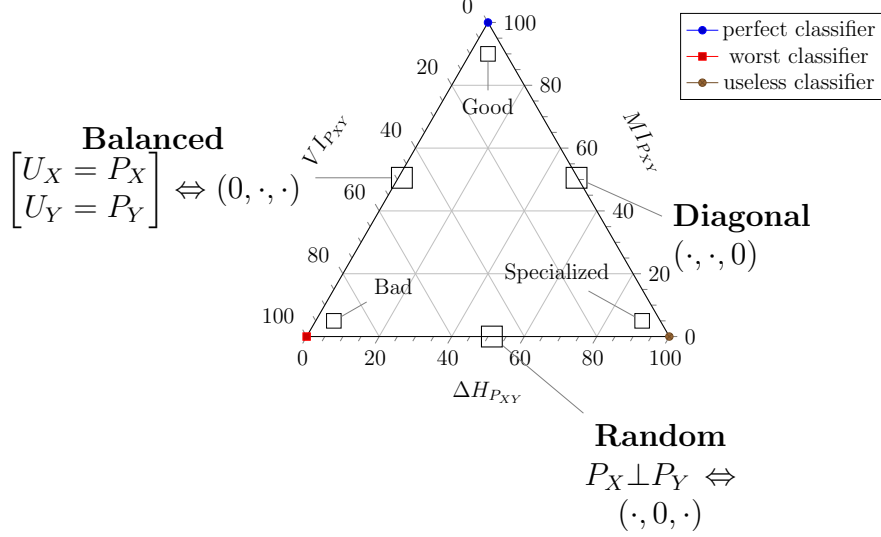 0
100
perfect classifier
worst classifier
useless classifier
20
80
Good
40
60
VI_{P_{XY}}
MI_{P_{XY}}
Balanced
[U_X = P_X
U_Y = P_Y] ⇔ (0, ·, ·)
60
40
Diagonal
(·, ·, 0)
80
20
Bad
Specialized
100
0
0 20 40 60 80 100
ΔH_{P_{XY}}
Random
P_X ⊥ P_Y ⇔
(·, 0, ·)